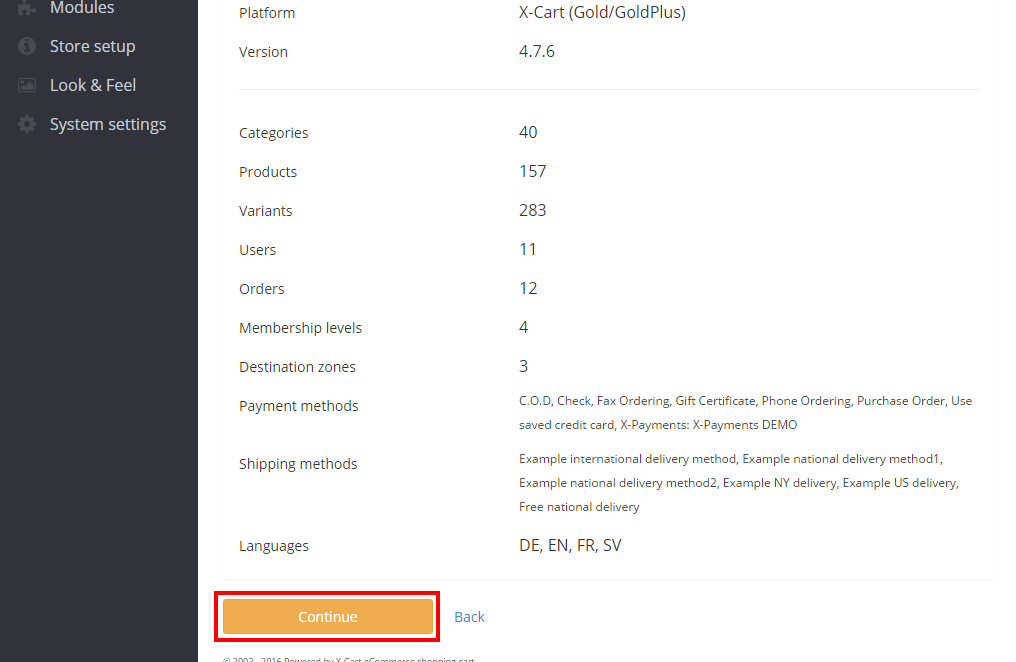 Modules
Store setup
Look & Feel
System settings
Platform X-Cart (Gold/GoldPlus)
Version 4.7.6
Categories 40
Products 157
Variants 283
Users 11
Orders 12
Membership levels 4
Destination zones 3
Payment methods C.O.D, Check, Fax Ordering, Gift Certificate, Phone Ordering, Purchase Order, Use
saved credit card, X-Payments: X-Payments DEMO
Shipping methods Example international delivery method, Example national delivery method1,
Example national delivery method2, Example NY delivery, Example US delivery,
Free national delivery
Languages DE, EN, FR, SV
Continue Back
© 2002 - 2016 Powered by X-Cart eCommerce shopping cart